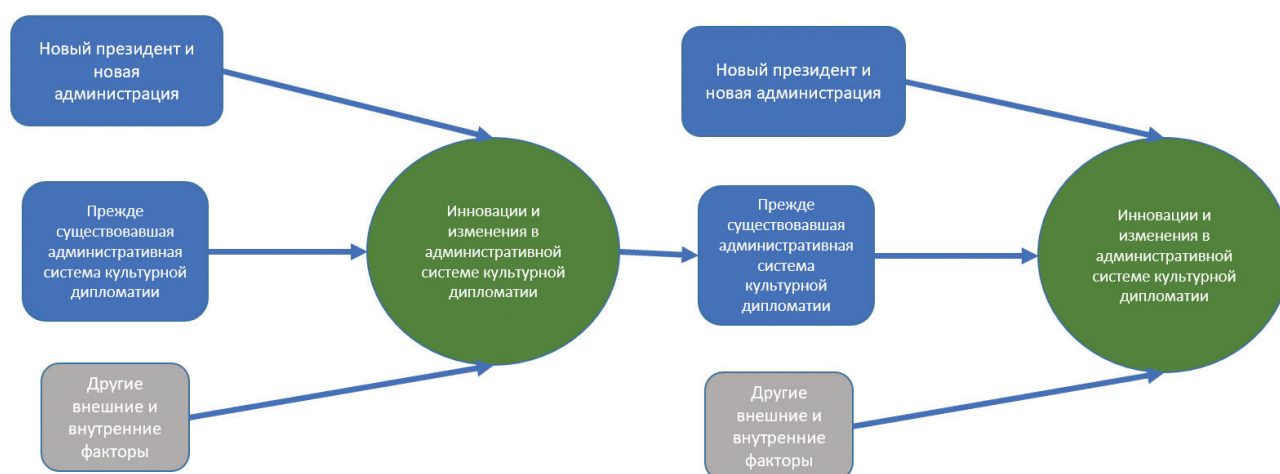 Новый президент и
новая
администрация
Прежде
существовавшая
административная
система культурной
дипломатии
Другие
внешние и
внутренние
факторы
Инновации и
изменения в
административной
системе культурной
дипломатии
Новый президент и
новая администрация
Прежде
существовавшая
административная
система
культурной
дипломатии
Другие
внешние и
внутренние
факторы
Инновации и
изменения в
административной
системе культурной
дипломатии